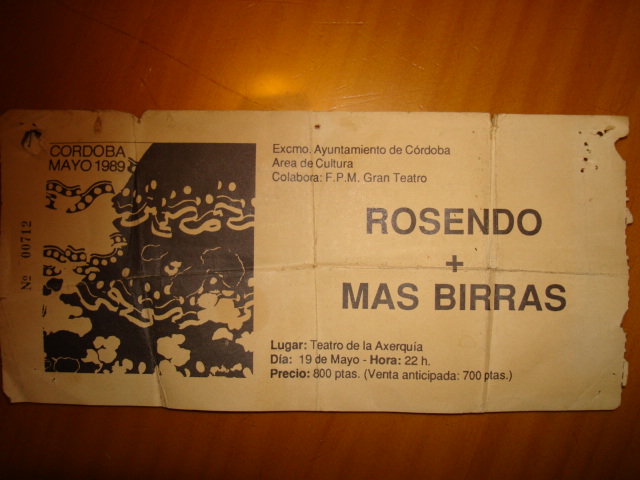 CORDOBA
MAYO 1989
Nº 00712
Excmo. Ayuntamiento de Córdoba
Area de Cultura
Colabora: F.P.M. Gran Teatro
ROSENDO
+
MAS BIRRAS
Lugar: Teatro de la Axerquía
Día: 19 de Mayo - Hora: 22 h.
Precio: 800 ptas. (Venta anticipada: 700 ptas.)